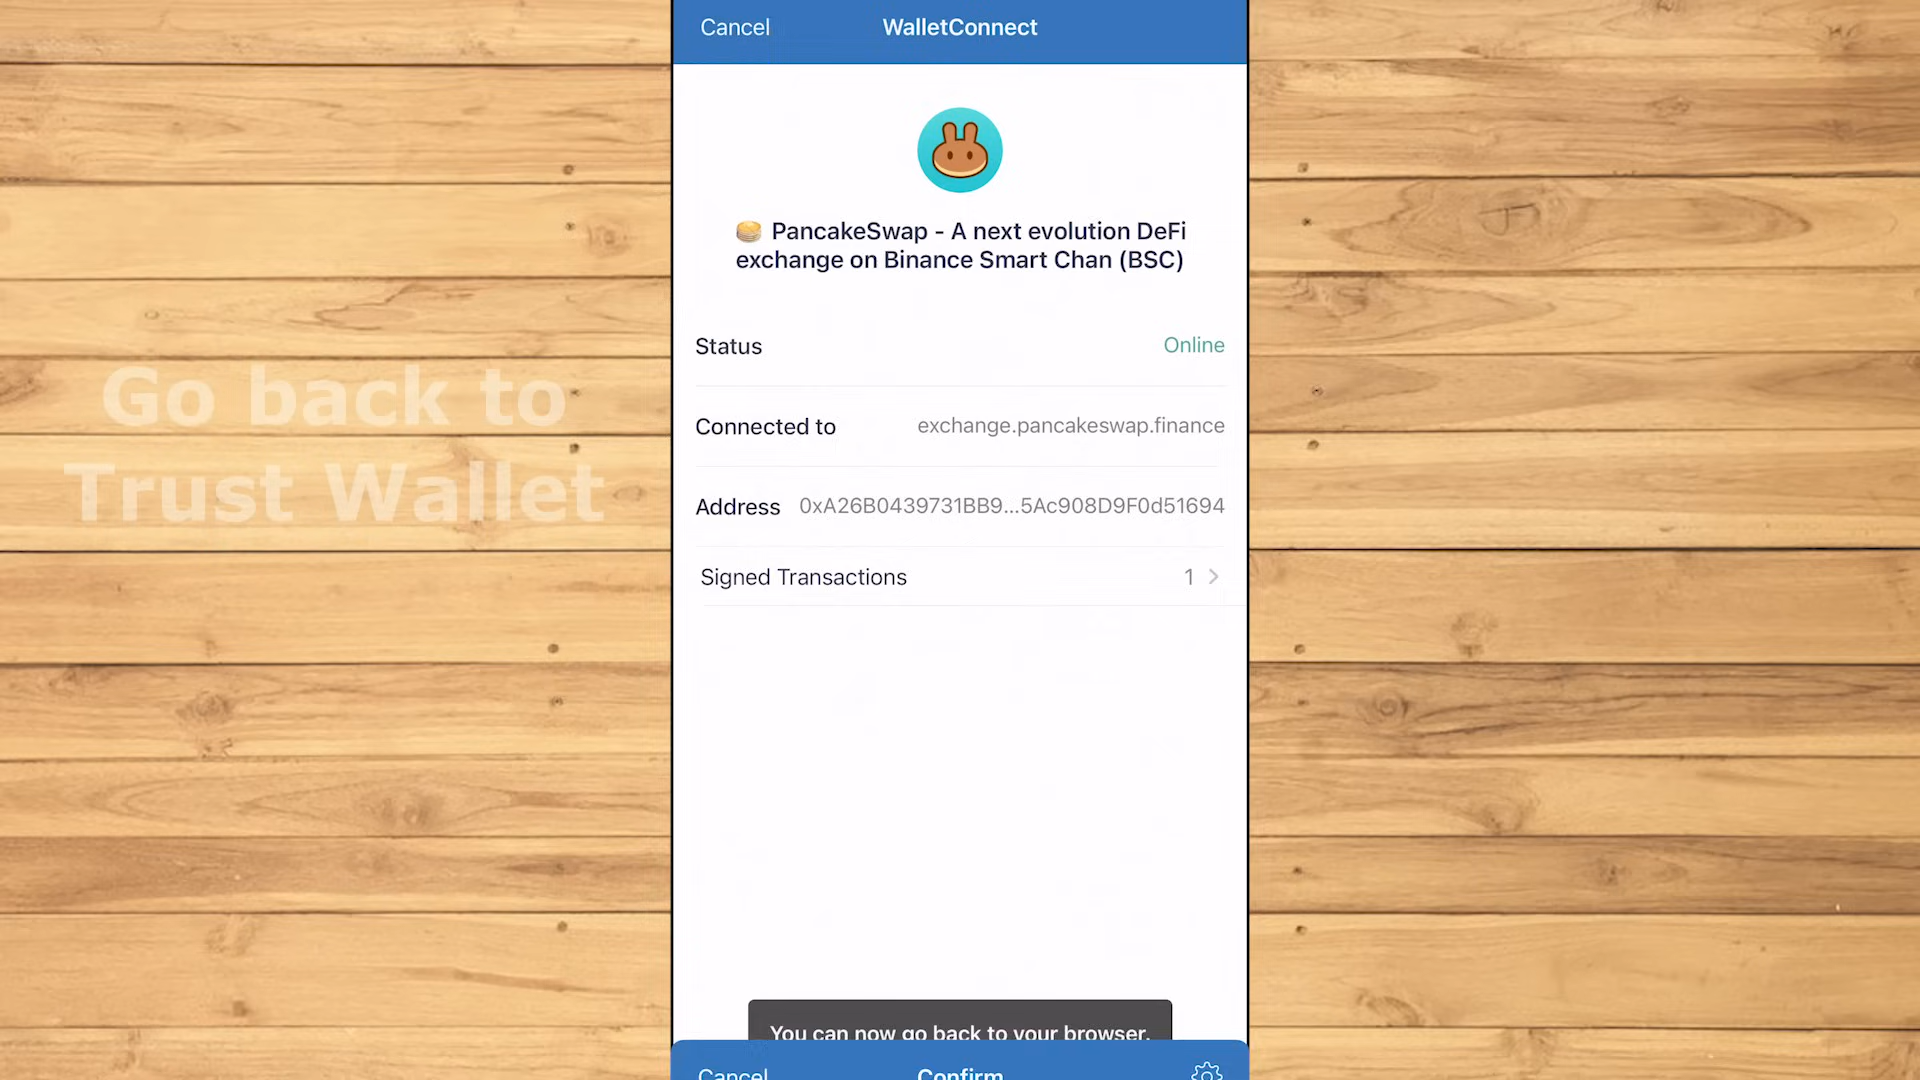 Cancel
WalletConnect
PancakeSwap - A next evolution DeFi
exchange on Binance Smart Chan (BSC)
Status
Online
Connected to
exchange.pancakeswap.finance
Address
0xA26B0439731BB9...5Ac908D9F0d51694
Signed Transactions
1
Go back to
Trust Wallet
You can now go back to your browser.
Cancel
Confirm